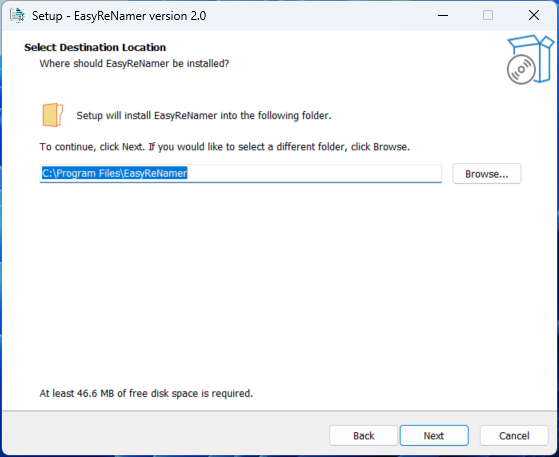 Setup - EasyReNamer version 2.0
Select Destination Location
Where should EasyReNamer be installed?
Setup will install EasyReNamer into the following folder.
To continue, click Next. If you would like to select a different folder, click Browse.
C:\Program Files\EasyReNamer
Browse...
At least 46.6 MB of free disk space is required.
Back
Next
Cancel